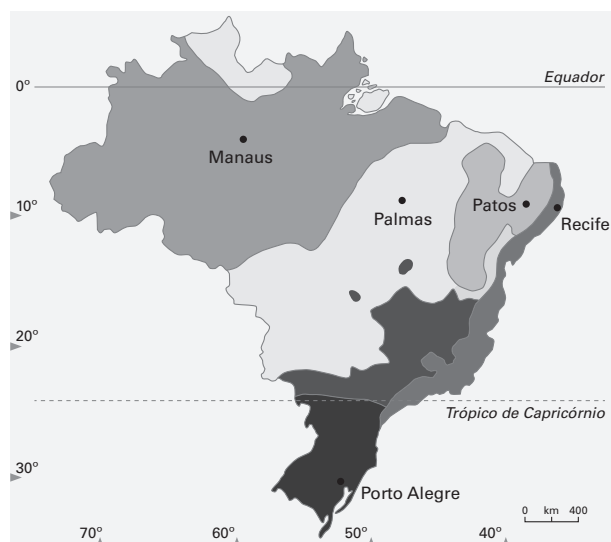 Equador
0°
Manaus
10°
Palmas
Patos
Recife
20°
Trópico de Capricórnio
30°
Porto Alegre
0 km 400
70° 60° 50° 40°